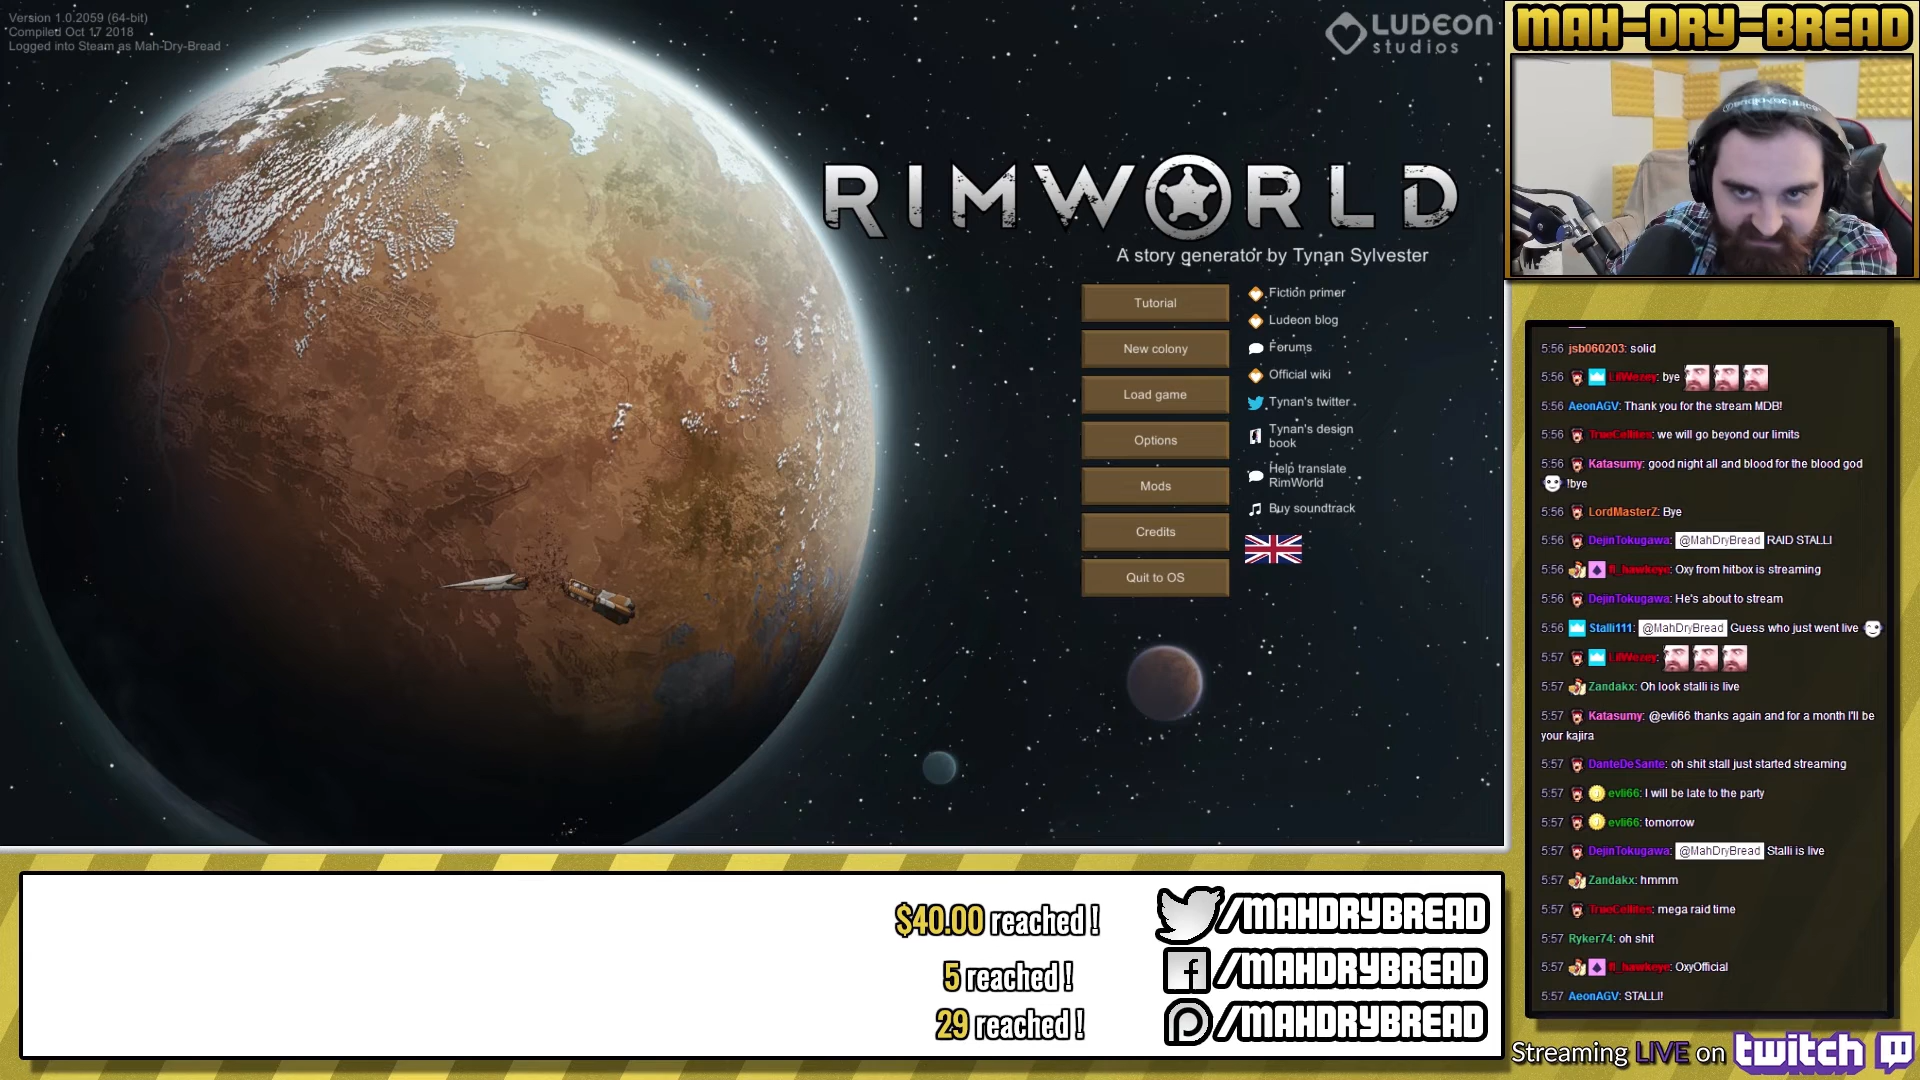 Version 1.0.2059 (64-bit)
Compiled Oct 17 2018
Logged into Steam as Mah-Dry-Bread
LUDEON
studios
RIMWORLD
A story generator by Tynan Sylvester
Tutorial
New colony
Load game
Options
Mods
Credits
Quit to OS
Fiction primer
Ludeon blog
Forums
Official wiki
Tynan's twitter
Tynan's design
book
Help translate
RimWorld
Buy soundtrack
MAH-DRY-BREAD
5:56 jsb060203: solid
5:56 LilWezey: bye
5:56 AeonAGV: Thank you for the stream MDB!
5:56 TrueCellites: we will go beyond our limits
5:56 Katasumy: good night all and blood for the blood god
!bye
5:56 LordMasterZ: Bye
5:56 DejinTokugawa: @MahDryBread RAID STALLI
5:56 fl_hawkeye: Oxy from hitbox is streaming
5:56 DejinTokugawa: He's about to stream
5:56 Stalli111: @MahDryBread Guess who just went live
5:57 LilWezey:
5:57 Zandakx: Oh look stalli is live
5:57 Katasumy: @evli66 thanks again and for a month I'll be
your kajira
5:57 DanteDeSante: oh shit stall just started streaming
5:57 evli66: I will be late to the party
5:57 evli66: tomorrow
5:57 DejinTokugawa: @MahDryBread Stalli is live
5:57 Zandakx: hmmm
5:57 TrueCellites: mega raid time
5:57 Ryker74: oh shit
5:57 fl_hawkeye: OxyOfficial
5:57 AeonAGV: STALLI!
$40.00 reached !
5 reached !
29 reached !
/MAHDRYBREAD
/MAHDRYBREAD
/MAHDRYBREAD
Streaming LIVE on twitch